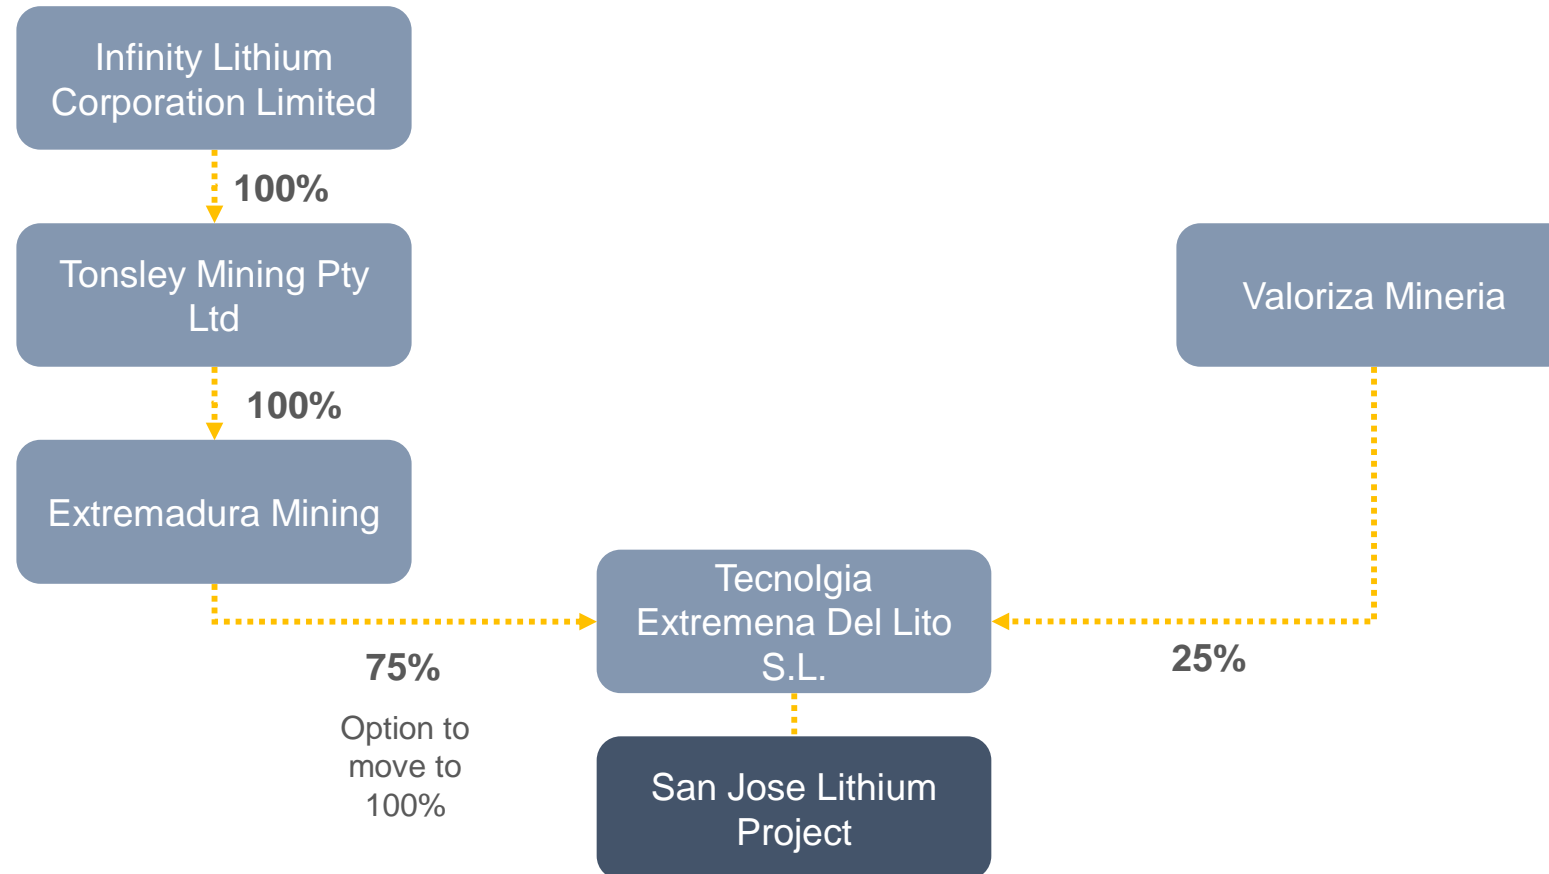 Infinity Lithium
Corporation Limited
100%
Tonsley Mining Pty
Ltd
Valoriza Mineria
100%
Extremadura Mining
Tecnolgia
Extremena Del Lito
S.L.
75%
25%
Option to
move to
100%
San Jose Lithium
Project